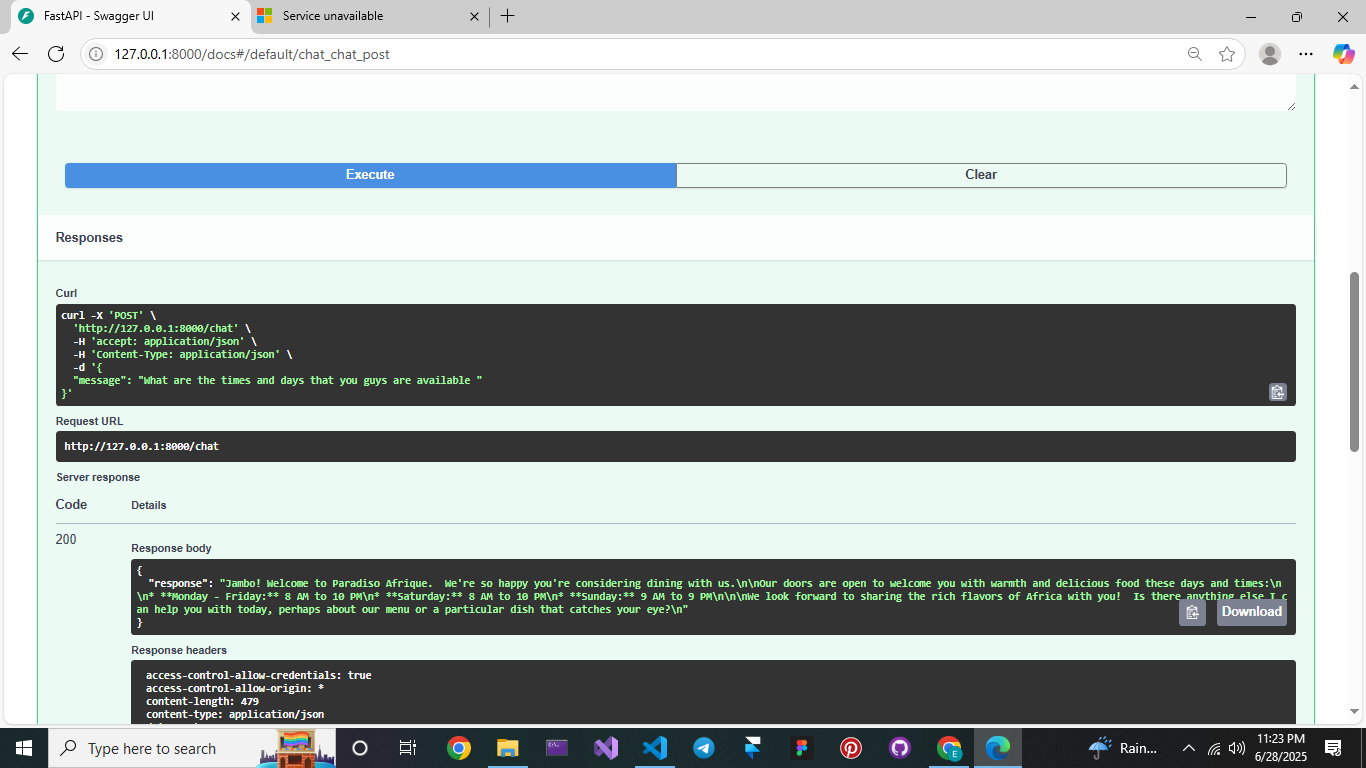 FastAPI - Swagger UI
Service unavailable
127.0.0.1:8000/docs#/default/chat_chat_post
Execute
Clear
Responses
Curl
curl -X 'POST' \
  'http://127.0.0.1:8000/chat' \
  -H 'accept: application/json' \
  -H 'Content-Type: application/json' \
  -d '{
  "message": "What are the times and days that you guys are available "
}'
Request URL
http://127.0.0.1:8000/chat
Server response
Code
Details
200
Response body
{
  "response": "Jambo! Welcome to Paradiso Afrique.  We're so happy you're considering dining with us.\n\nOur doors are open to welcome you with warmth and delicious food these days and times:\n
\n* **Monday - Friday:** 8 AM to 10 PM\n* **Saturday:** 8 AM to 10 PM\n* **Sunday:** 9 AM to 9 PM\n\n\nWe look forward to sharing the rich flavors of Africa with you!  Is there anything else I c
an help you with today, perhaps about our menu or a particular dish that catches your eye?\n"
}
Download
Response headers
access-control-allow-credentials: true
access-control-allow-origin: *
content-length: 479
content-type: application/json
Type here to search
Rain...
11:23 PM
6/28/2025